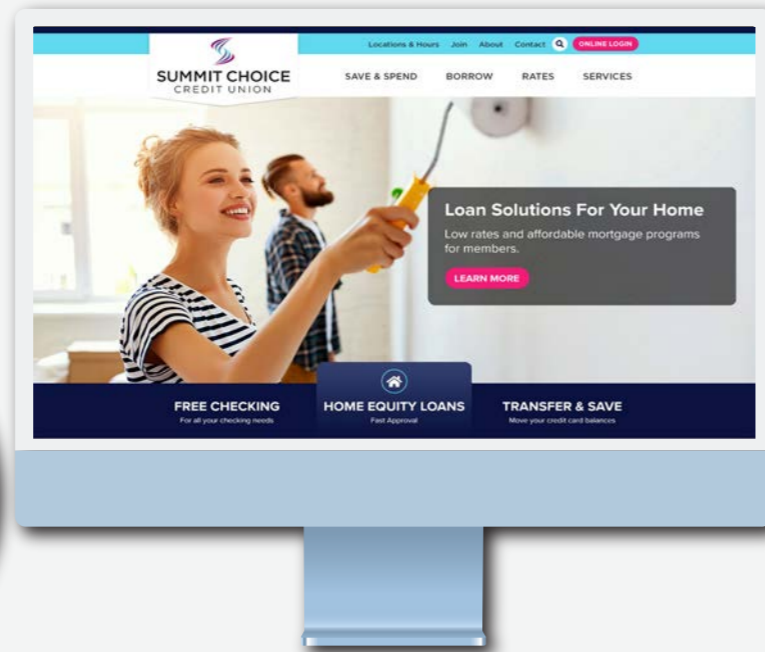 Locations & Hours Join About Contact ONLINE LOGIN
SUMMIT CHOICE
CREDIT UNION
SAVE & SPEND BORROW RATES SERVICES
Loan Solutions For Your Home
Low rates and affordable mortgage programs
for members.
LEARN MORE
FREE CHECKING
For all your checking needs
HOME EQUITY LOANS
Fast Approval
TRANSFER & SAVE
Move your credit card balances